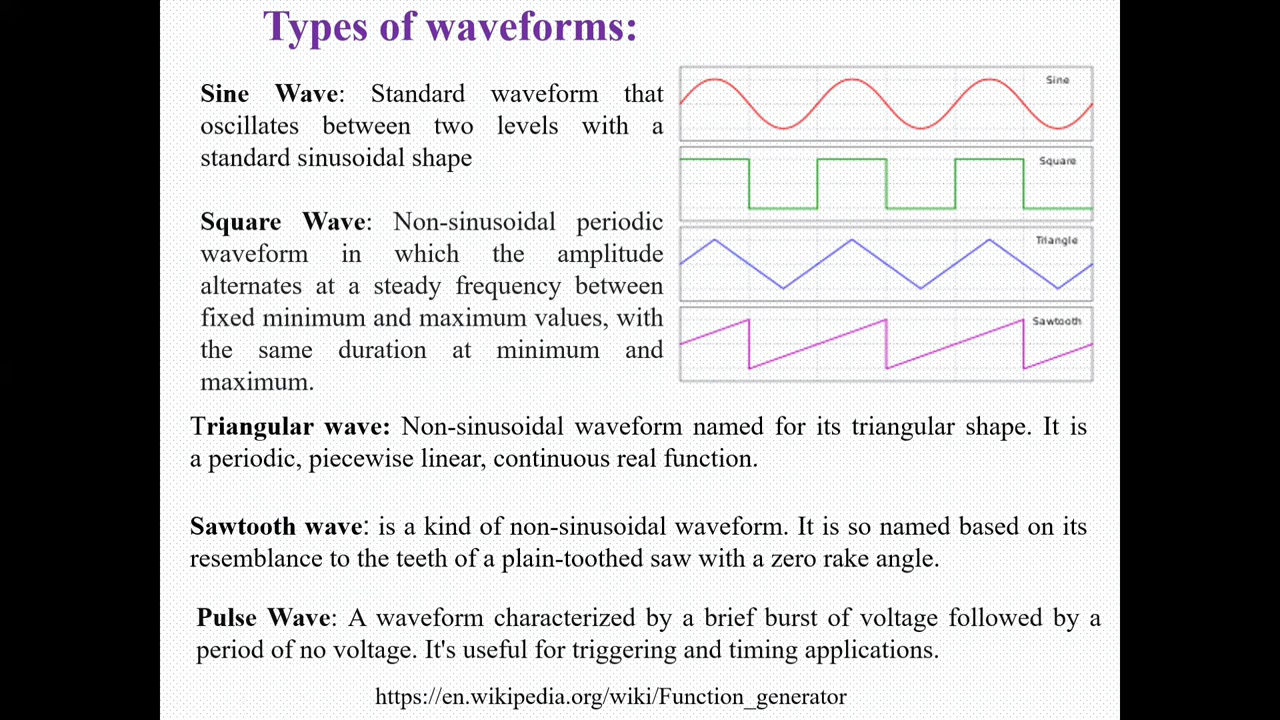 Types of waveforms:
Sine Wave: Standard waveform that
oscillates between two levels with a
standard sinusoidal shape
Sine
Square
Triangle
Sawtooth
Square Wave: Non-sinusoidal periodic
waveform in which the amplitude
alternates at a steady frequency between
fixed minimum and maximum values, with
the same duration at minimum and
maximum.
Triangular wave: Non-sinusoidal waveform named for its triangular shape. It is
a periodic, piecewise linear, continuous real function.
Sawtooth wave: is a kind of non-sinusoidal waveform. It is so named based on its
resemblance to the teeth of a plain-toothed saw with a zero rake angle.
Pulse Wave: A waveform characterized by a brief burst of voltage followed by a
period of no voltage. It's useful for triggering and timing applications.
https://en.wikipedia.org/wiki/Function_generator